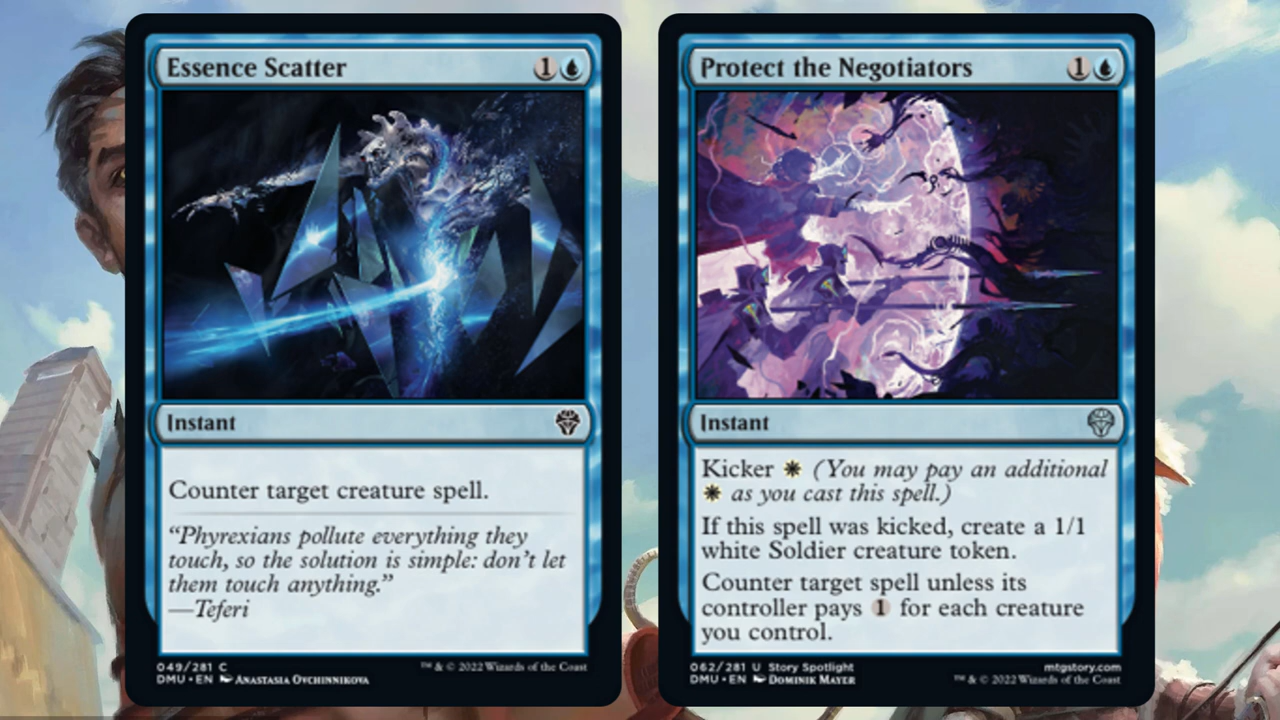 Essence Scatter 1
Instant
Counter target creature spell.
“Phyrexians pollute everything they
touch, so the solution is simple: don’t let
them touch anything.”
—Teferi
049/281 C
™ & © 2022 Wizards of the Coast
DMU • EN Anastasia Ovchinnikova
Protect the Negotiators 1
Instant
Kicker (You may pay an additional
as you cast this spell.)
If this spell was kicked, create a 1/1
white Soldier creature token.
Counter target spell unless its
controller pays 1 for each creature
you control.
062/281 U Story Spotlight
mtgstory.com
DMU • EN Dominik Mayer
™ & © 2022 Wizards of the Coast